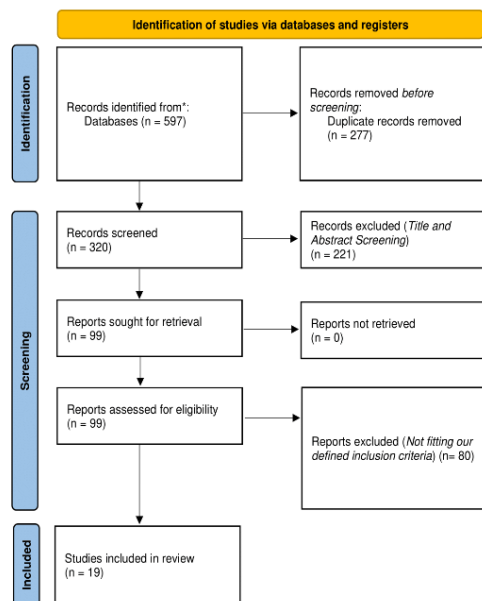 Identification of studies via databases and registers
Identification
Records identified from*:
Databases (n = 597)
Records removed before
screening:
Duplicate records removed
(n = 277)
Screening
Records screened
(n = 320)
Records excluded (Title and
Abstract Screening)
(n = 221)
Reports sought for retrieval
(n = 99)
Reports not retrieved
(n = 0)
Reports assessed for eligibility
(n = 99)
Reports excluded (Not fitting our
defined inclusion criteria) (n= 80)
Included
Studies included in review
(n = 19)